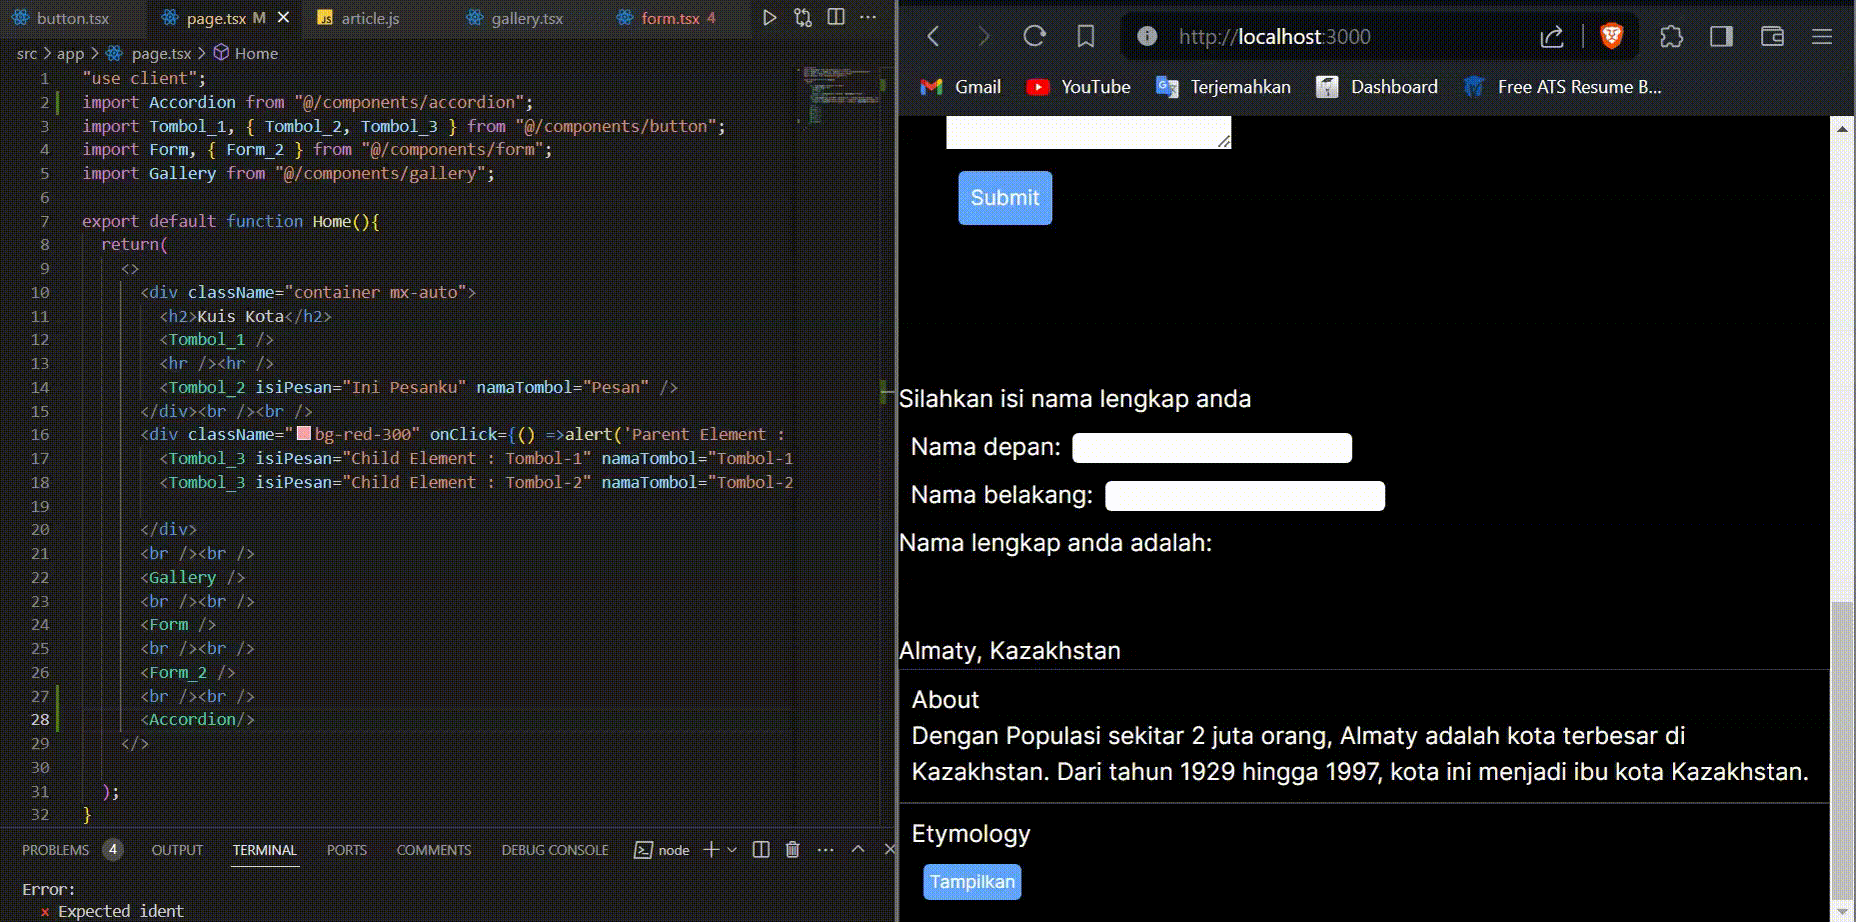 button.tsx
page.tsx M
JS article.js
gallery.tsx
form.tsx 4
src > app > page.tsx > Home
1 "use client";
2 import Accordion from "@/components/accordion";
3 import Tombol_1, { Tombol_2, Tombol_3 } from "@/components/button";
4 import Form, { Form_2 } from "@/components/form";
5 import Gallery from "@/components/gallery";
6
7 export default function Home(){
8 return(
9 <>
10 <div className="container mx-auto">
11 <h2>Kuis Kota</h2>
12 <Tombol_1 />
13 <hr /><hr />
14 <Tombol_2 isiPesan="Ini Pesanku" namaTombol="Pesan" />
15 </div><br /><br />
16 <div className="bg-red-300" onClick={() =>alert('Parent Element :
17 <Tombol_3 isiPesan="Child Element : Tombol-1" namaTombol="Tombol-1
18 <Tombol_3 isiPesan="Child Element : Tombol-2" namaTombol="Tombol-2
19
20 </div>
21 <br /><br />
22 <Gallery />
23 <br /><br />
24 <Form />
25 <br /><br />
26 <Form_2 />
27 <br /><br />
28 <Accordion/>
29 </>
30
31 );
32 }
PROBLEMS 4 OUTPUT TERMINAL PORTS COMMENTS DEBUG CONSOLE node
Error:
x Expected ident
http://localhost:3000
Gmail YouTube Terjemahkan Dashboard Free ATS Resume B...
Submit
Silahkan isi nama lengkap anda
Nama depan:
Nama belakang:
Nama lengkap anda adalah:
Almaty, Kazakhstan
About
Dengan Populasi sekitar 2 juta orang, Almaty adalah kota terbesar di
Kazakhstan. Dari tahun 1929 hingga 1997, kota ini menjadi ibu kota Kazakhstan.
Etymology
Tampilkan